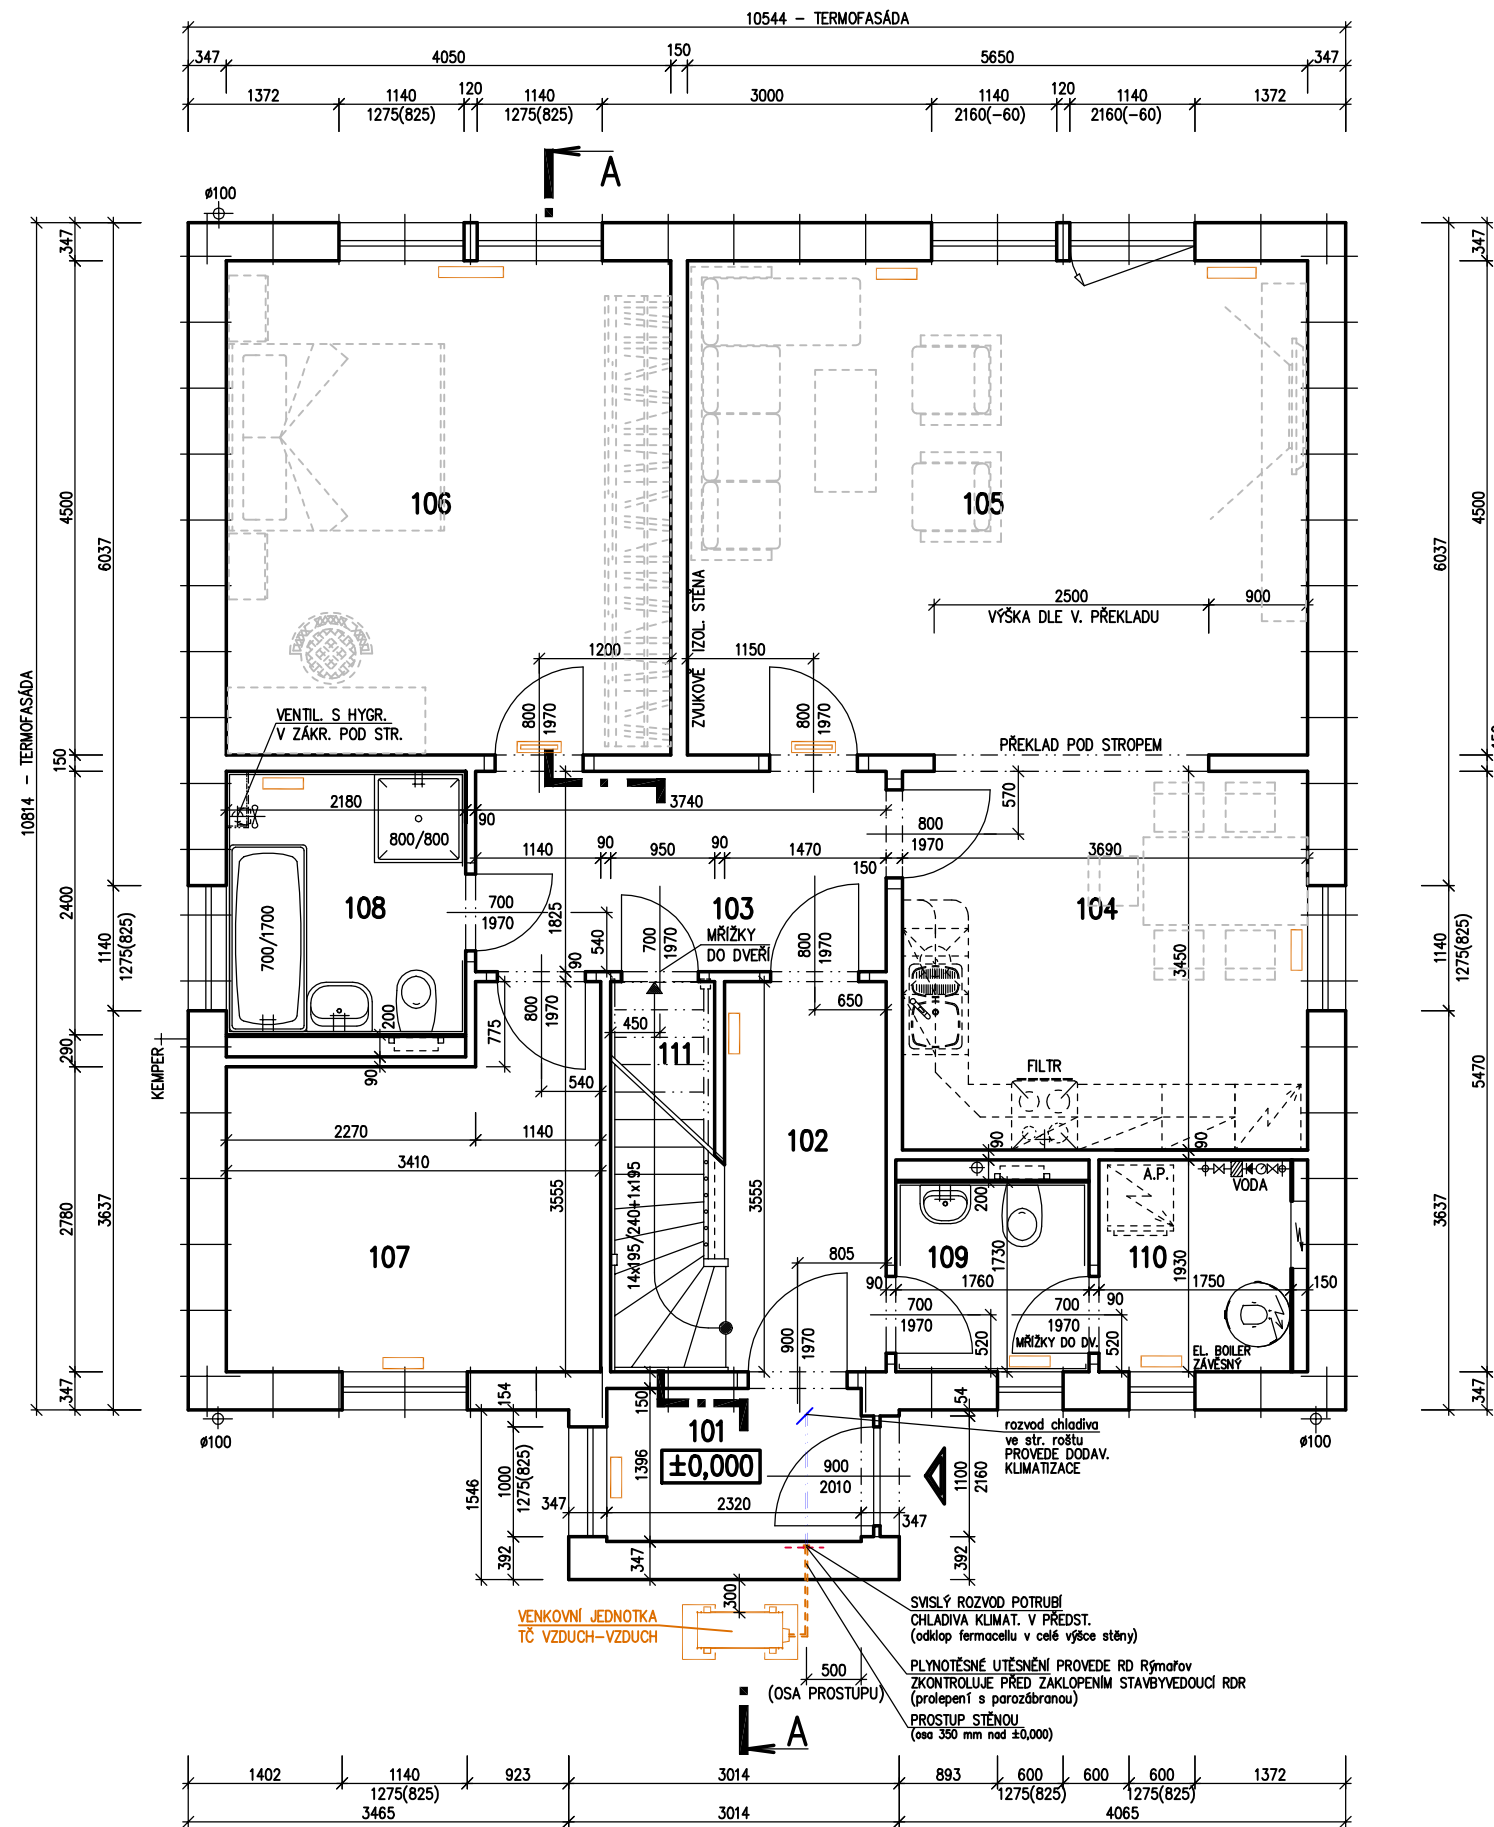 10544 – TERMOFASÁDA
347 4050 150 5650 347
1372 1140 120 1140 3000 1140 120 1140 1372
1275(825) 1275(825) 2160(–60) 2160(–60)
A
ø100
347
347
4500
6037
106
105
4500
6037
ZVUKOVĚ IZOL. STĚNA
2500 900
VÝŠKA DLE V. PŘEKLADU
1200 1150
10814 – TERMOFASÁDA
VENTIL. S HYGR.
V ZÁKR. POD STR.
800
1970
800
1970
PŘEKLAD POD STROPEM
150
2180
90
3740
570
800/800
800
1970
1140 90 950 90 1470 150 3690
2400
108
700/1700
700
1970
1825
540
90
103
700
1970
MŘÍŽKY
DO DVEŘÍ
800
1970
104
3450
1140
1275(825)
1140
1275(825)
650
450
200
800
1970
775
111
290
KEMPER
90
540
FILTR
5470
2270 1140
3410
102
90
90
A.P.
VODA
3555
14x195/240+1x195
3555
200
2780
3637
3637
107
805
109
1730
110
1930
90 1760 1750 150
90
700
1970
700
1970
520
520
MŘÍŽKY DO DV.
EL. BOILER
ZÁVĚSNÝ
900
1970
347
347
154
150
154
ø100
ø100
101
±0,000
rozvod chladiva
ve str. roštu
PROVEDE DODAV.
KLIMATIZACE
1546
1000
1275(825)
1396
900
2010
1100
2160
347 2320 347
392
347
392
300
VENKOVNÍ JEDNOTKA
TČ VZDUCH–VZDUCH
SVISLÝ ROZVOD POTRUBÍ
CHLADIVA KLIMAT. V PŘEDST.
(odklop fermacellu v celé výšce stěny)
500
(OSA PROSTUPU)
PLYNOTĚSNÉ UTĚSNĚNÍ PROVEDE RD Rýmařov
ZKONTROLUJE PŘED ZAKLOPENÍM STAVBYVEDOUCÍ RDR
(prolepení s parozábranou)
PROSTUP STĚNOU
(osa 350 mm nad ±0,000)
A
1402 1140 923 3014 893 600 600 600 1372
1275(825) 1275(825) 1275(825)
3465 3014 4065